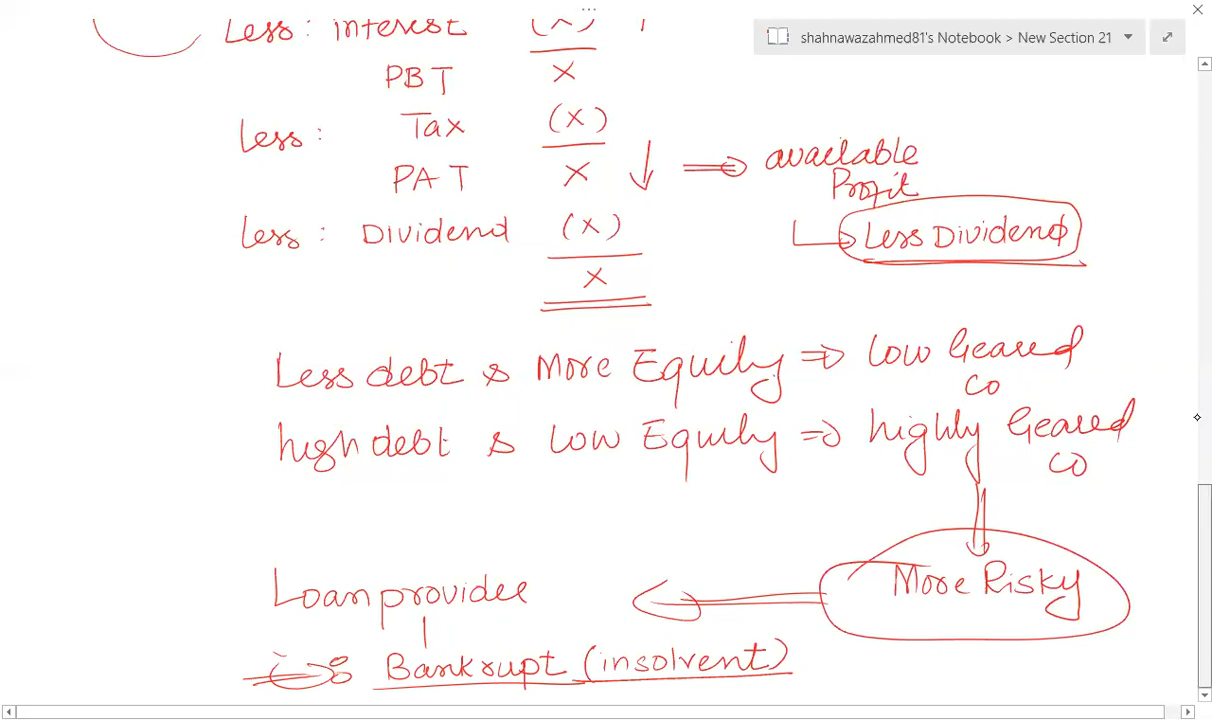 shahnawazahmed81's Notebook > New Section 21
Less: interest (X)
PBT X
Less: Tax (X)
PAT X ⇒ available Profit
Less: Dividend (X) Less Dividend
X
Less debt & More Equity ⇒ low Geared co
high debt & low Equity ⇒ highly Geared co
More Risky
Loan provider
Bankrupt (insolvent)